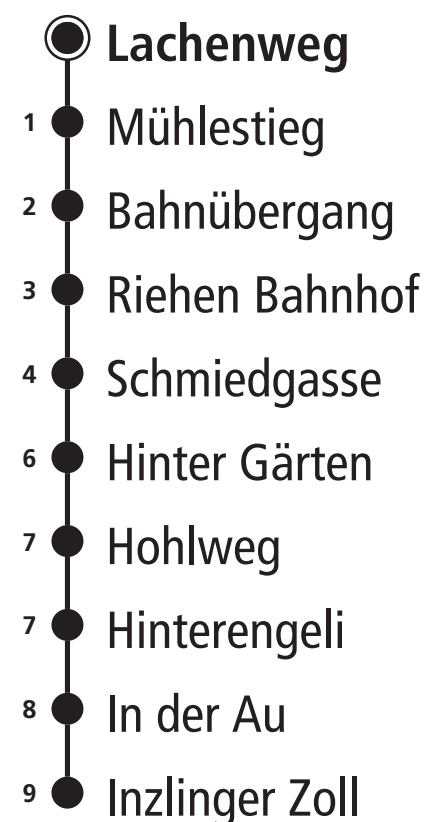 Lachenweg
1 Mühlestieg
2 Bahnübergang
3 Riehen Bahnhof
4 Schmiedgasse
6 Hinter Gärten
7 Hohlweg
7 Hinterengeli
8 In der Au
9 Inzlinger Zoll